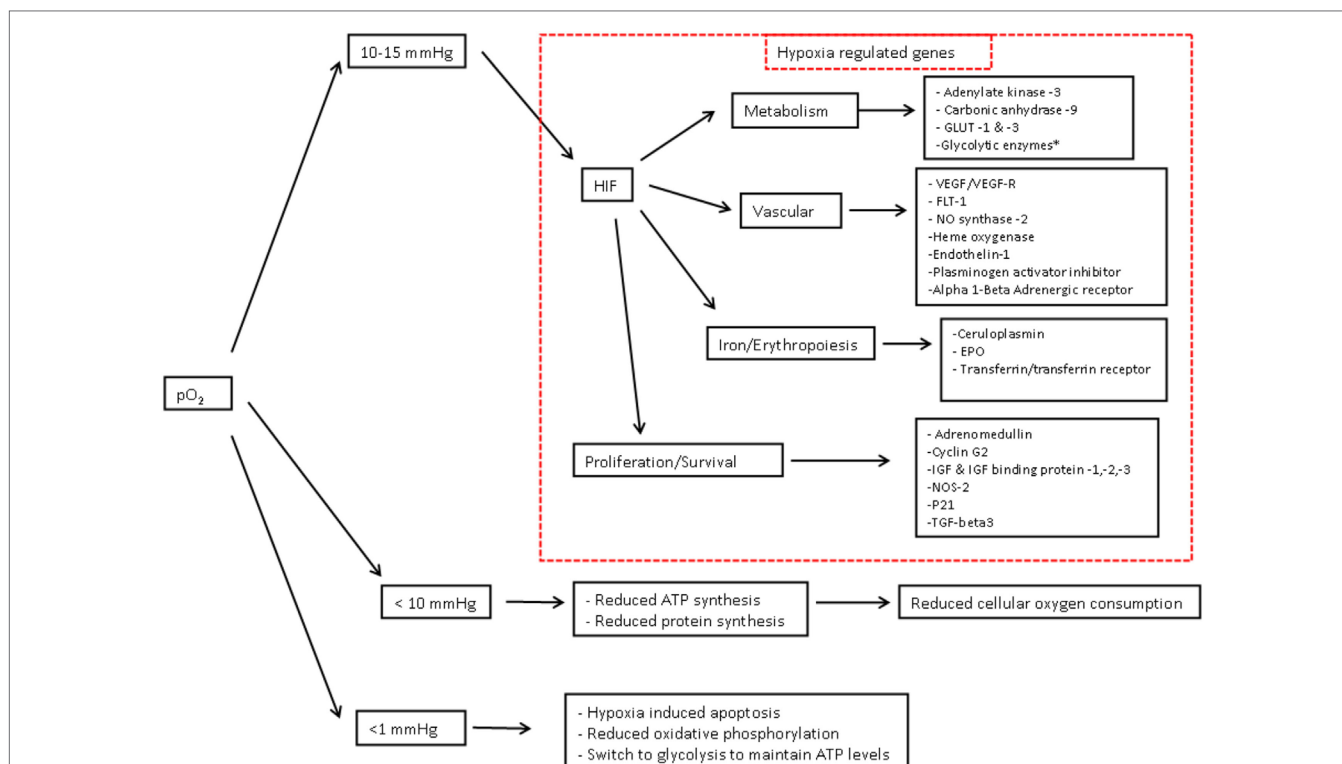 10-15 mmHg
Hypoxia regulated genes
Metabolism
- Adenylate kinase -3
- Carbonic anhydrase -9
- GLUT -1 & -3
-Glycolytic enzymes*
HIF
Vascular
- VEGF/VEGF-R
- FLT-1
- NO synthase -2
-Heme oxygenase
-Endothelin-1
-Plasminogen activator inhibitor
-Alpha 1-Beta Adrenergic receptor
Iron/Erythropoiesis
-Ceruloplasmin
- EPO
- Transferrin/transferrin receptor
pO₂
Proliferation/Survival
- Adrenomedullin
-Cyclin G2
-IGF & IGF binding protein -1,-2,-3
-NOS-2
-P21
-TGF-beta3
< 10 mmHg
- Reduced ATP synthesis
- Reduced protein synthesis
Reduced cellular oxygen consumption
<1 mmHg
- Hypoxia induced apoptosis
- Reduced oxidative phosphorylation
- Switch to glycolysis to maintain ATP levels